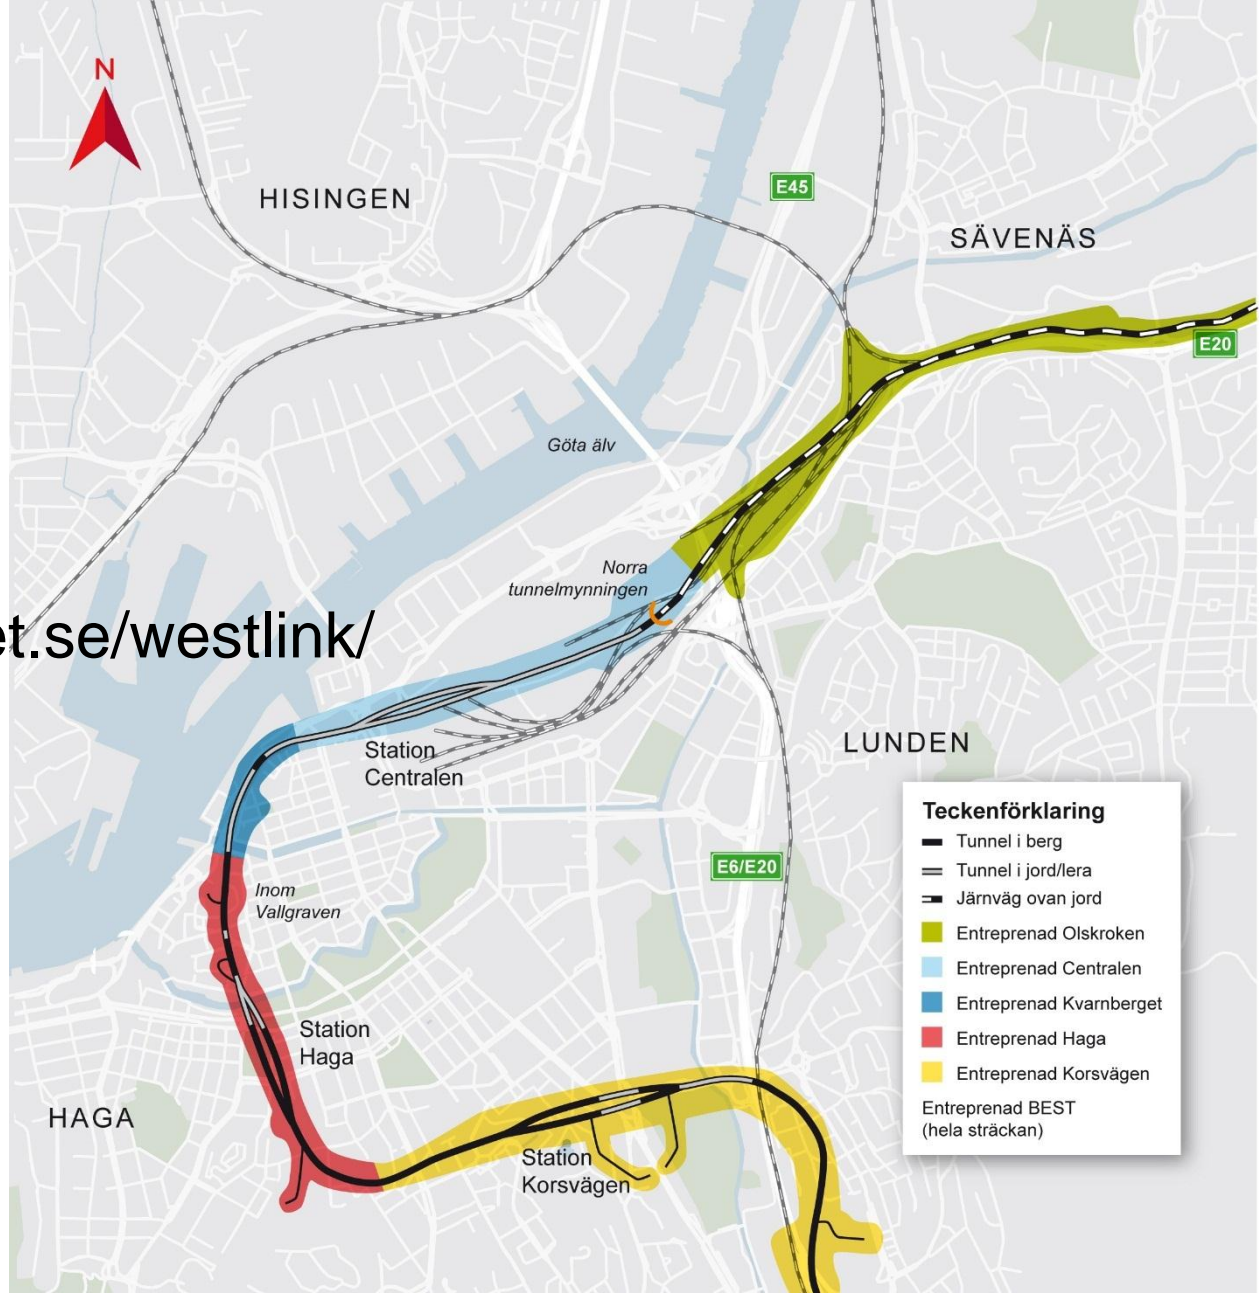 N
HISINGEN
E45
SÄVENÄS
E20
Göta älv
Norra
tunnelmynningen
et.se/westlink/
Station
Centralen
LUNDEN
Teckenförklaring
Tunnel i berg
Tunnel i jord/lera
Järnväg ovan jord
Entreprenad Olskroken
Entreprenad Centralen
Entreprenad Kvarnberget
Entreprenad Haga
Entreprenad Korsvägen
Entreprenad BEST
(hela sträckan)
E6/E20
Inom
Vallgraven
Station
Haga
HAGA
Station
Korsvägen